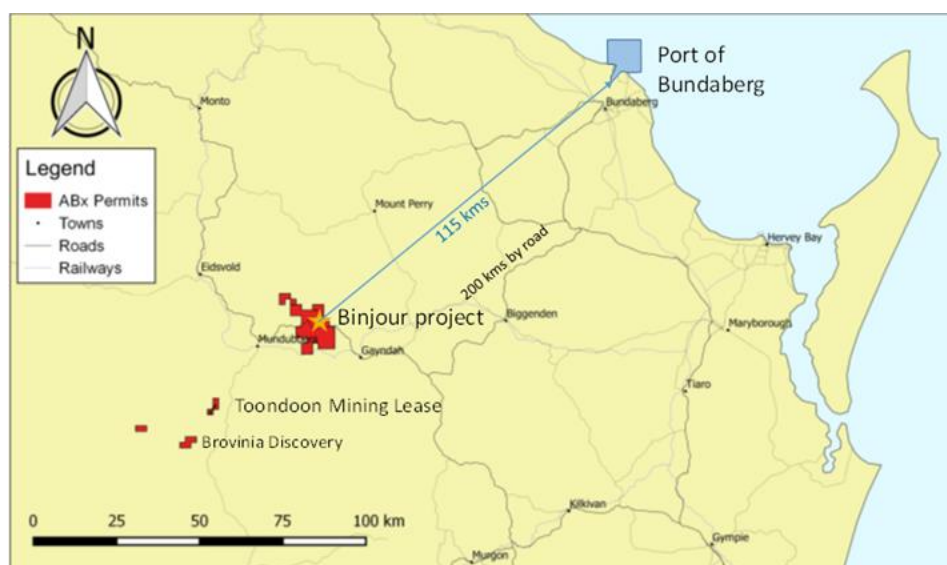 N
Port of
Bundaberg
Monto
Bundaberg
Legend
ABx Permits
Towns
Roads
Railways
Mount Perry
115 kms
200 kms by road
Hervey Bay
Eidsvold
Binjour project
Biggenden
Maryborough
Mundubbera
Gayndah
Tiaro
Toondoon Mining Lease
Brovinia Discovery
0 25 50 75 100 km
Kilkivan
Murgon
Gympie